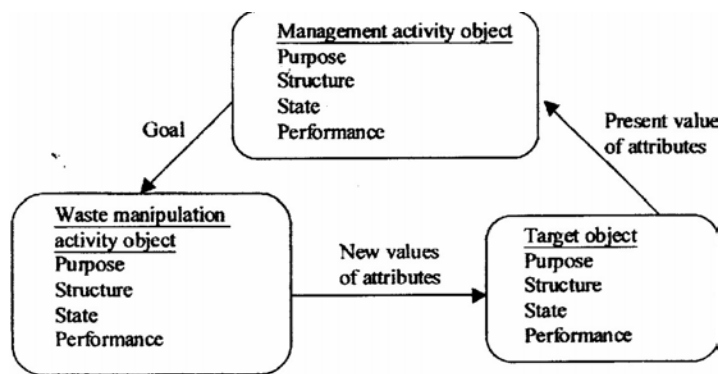 Management activity object
Purpose
Structure
State
Performance
Goal
Present value
of attributes
Waste manipulation
activity object
Purpose
Structure
State
Performance
New values
of attributes
Target object
Purpose
Structure
State
Performance